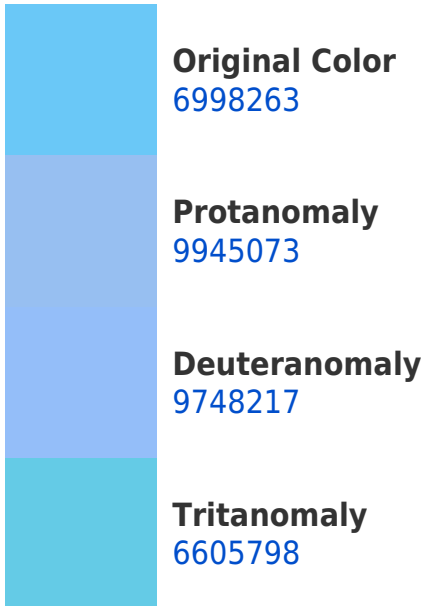 Original Color
6998263
Protanomaly
9945073
Deuteranomaly
9748217
Tritanomaly
6605798